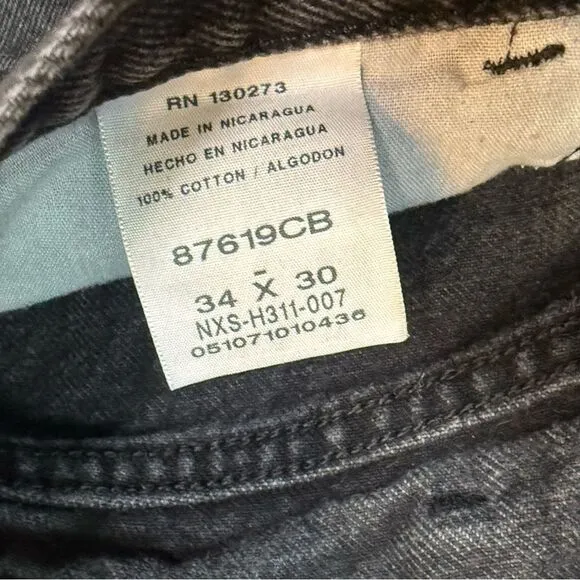 RN 130273
MADE IN NICARAGUA
HECHO EN NICARAGUA
100% COTTON / ALGODON
87619CB
-
34 X 30
NXS-H311-007
051071010436